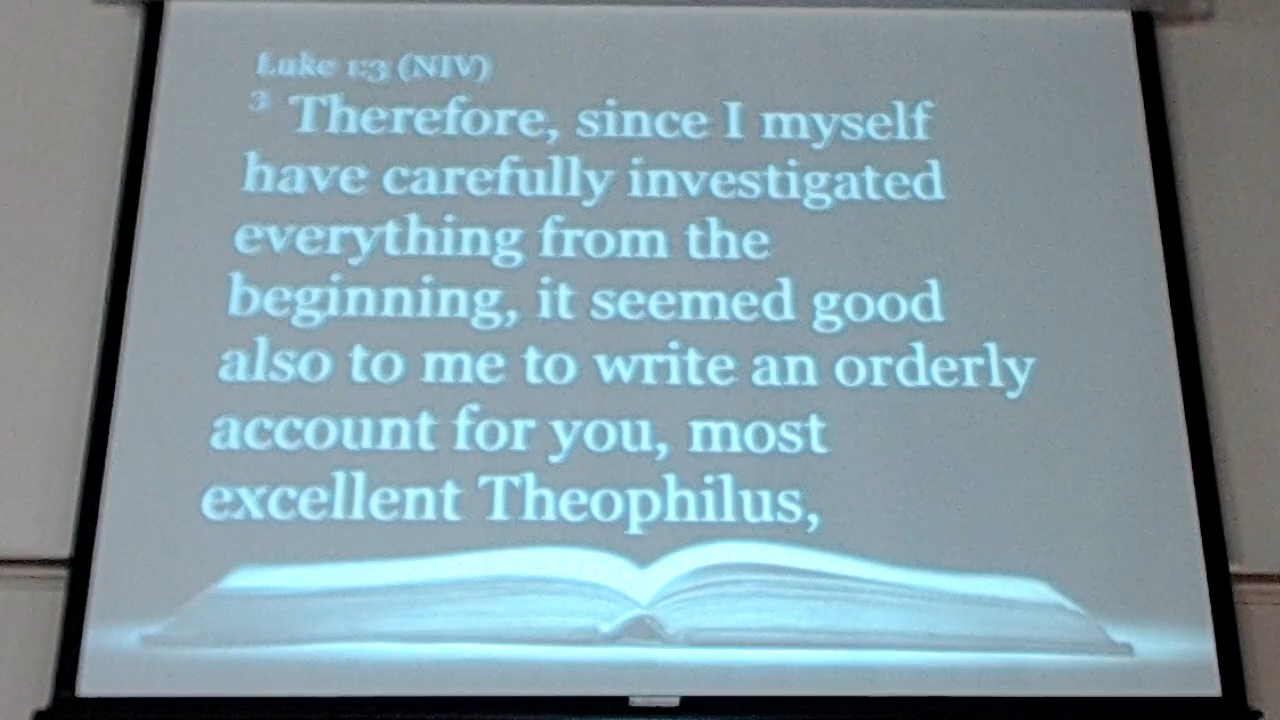 Luke 1:3 (NIV)
3 Therefore, since I myself
have carefully investigated
everything from the
beginning, it seemed good
also to me to write an orderly
account for you, most
excellent Theophilus,